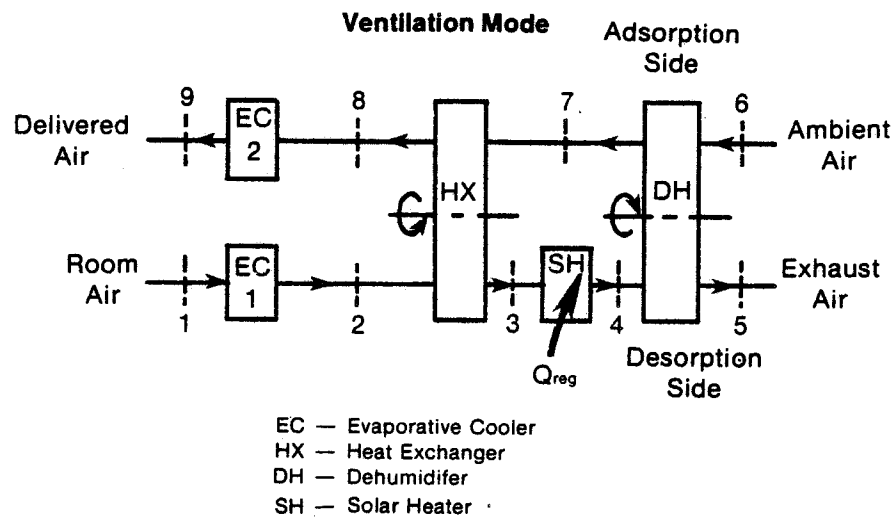 Ventilation Mode
Adsorption
Side
9
8
7
6
Delivered
Air
EC
2
HX
DH
Ambient
Air
Room
Air
EC
1
SH
Exhaust
Air
1
2
3
4
5
Qreg
Desorption
Side
EC — Evaporative Cooler
HX — Heat Exchanger
DH — Dehumidifer
SH — Solar Heater